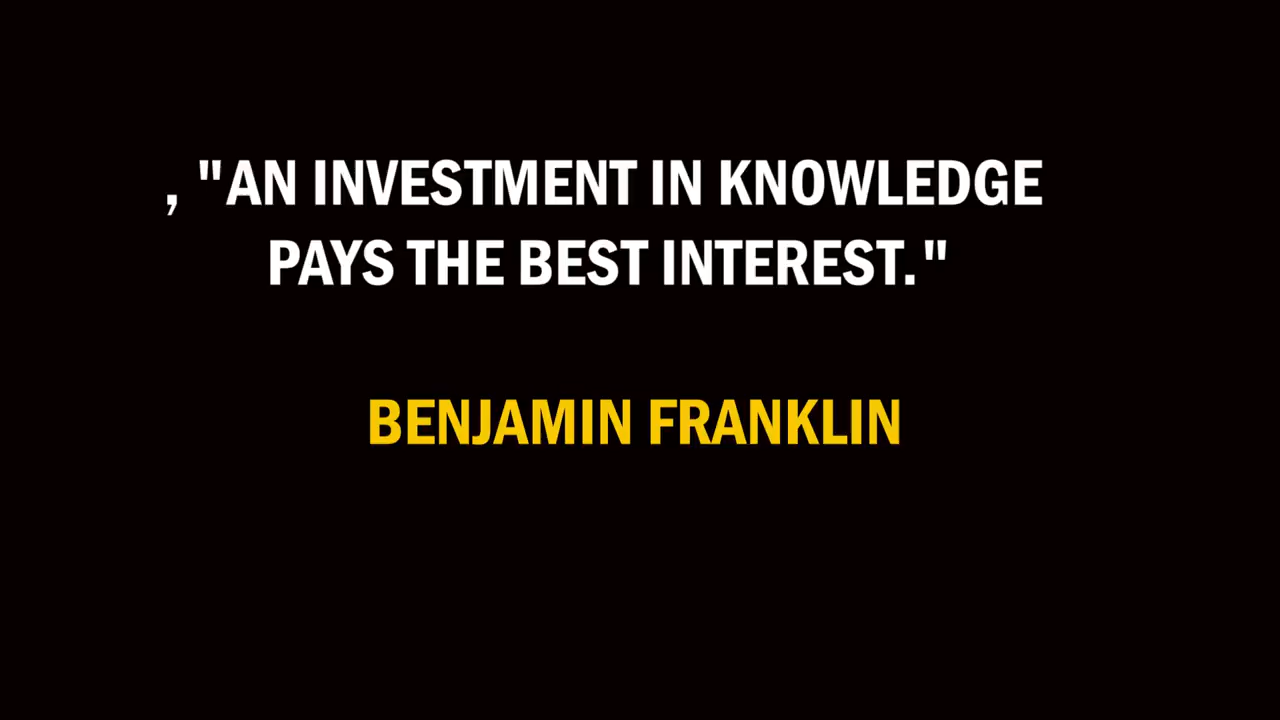 , "AN INVESTMENT IN KNOWLEDGE
PAYS THE BEST INTEREST."
BENJAMIN FRANKLIN